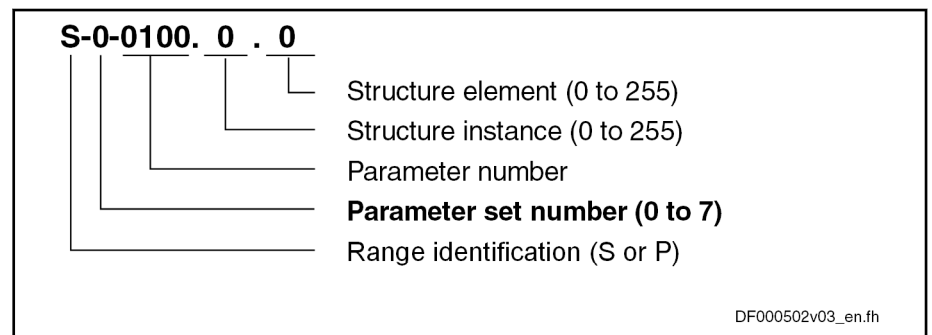 S-0-0100. 0 . 0
Structure element (0 to 255)
Structure instance (0 to 255)
Parameter number
Parameter set number (0 to 7)
Range identification (S or P)
DF000502v03_en.fh